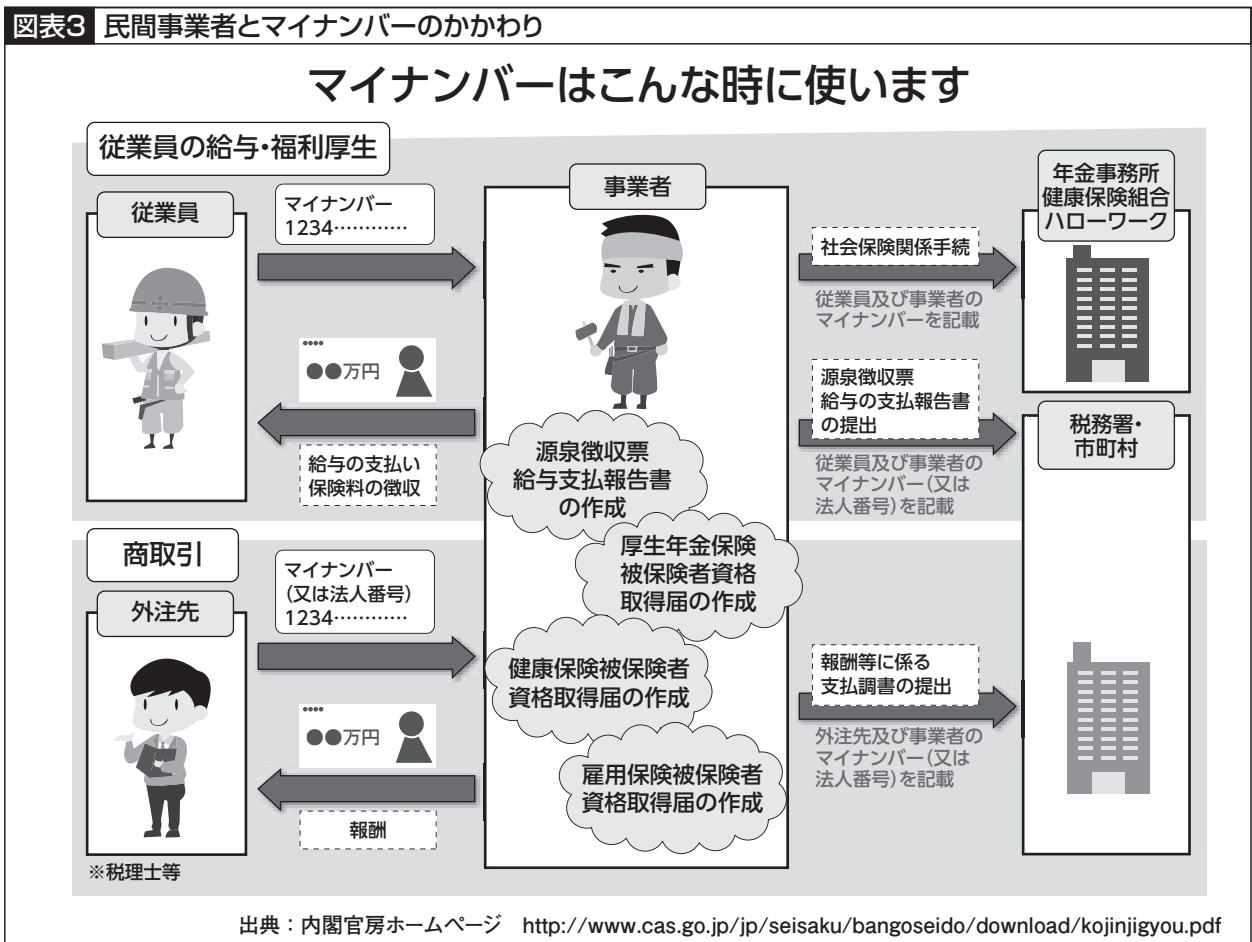 図表3 民間事業者とマイナンバーのかかわり
マイナンバーはこんな時に使います
従業員の給与・福利厚生
従業員
マイナンバー
1234…………
事業者
社会保険関係手続
従業員及び事業者の
マイナンバーを記載
年金事務所
健康保険組合
ハローワーク
●●万円
給与の支払い
保険料の徴収
源泉徴収票
給与支払報告書
の作成
源泉徴収票
給与の支払報告書
の提出
従業員及び事業者の
マイナンバー(又は
法人番号)を記載
税務署・
市町村
厚生年金保険
被保険者資格
取得届の作成
商取引
外注先
マイナンバー
(又は法人番号)
1234…………
健康保険被保険者
資格取得届の作成
●●万円
報酬
雇用保険被保険者
資格取得届の作成
報酬等に係る
支払調書の提出
外注先及び事業者の
マイナンバー(又は
法人番号)を記載
※税理士等
出典:内閣官房ホームページ http://www.cas.go.jp/jp/seisaku/bangoseido/download/kojinjigyou.pdf